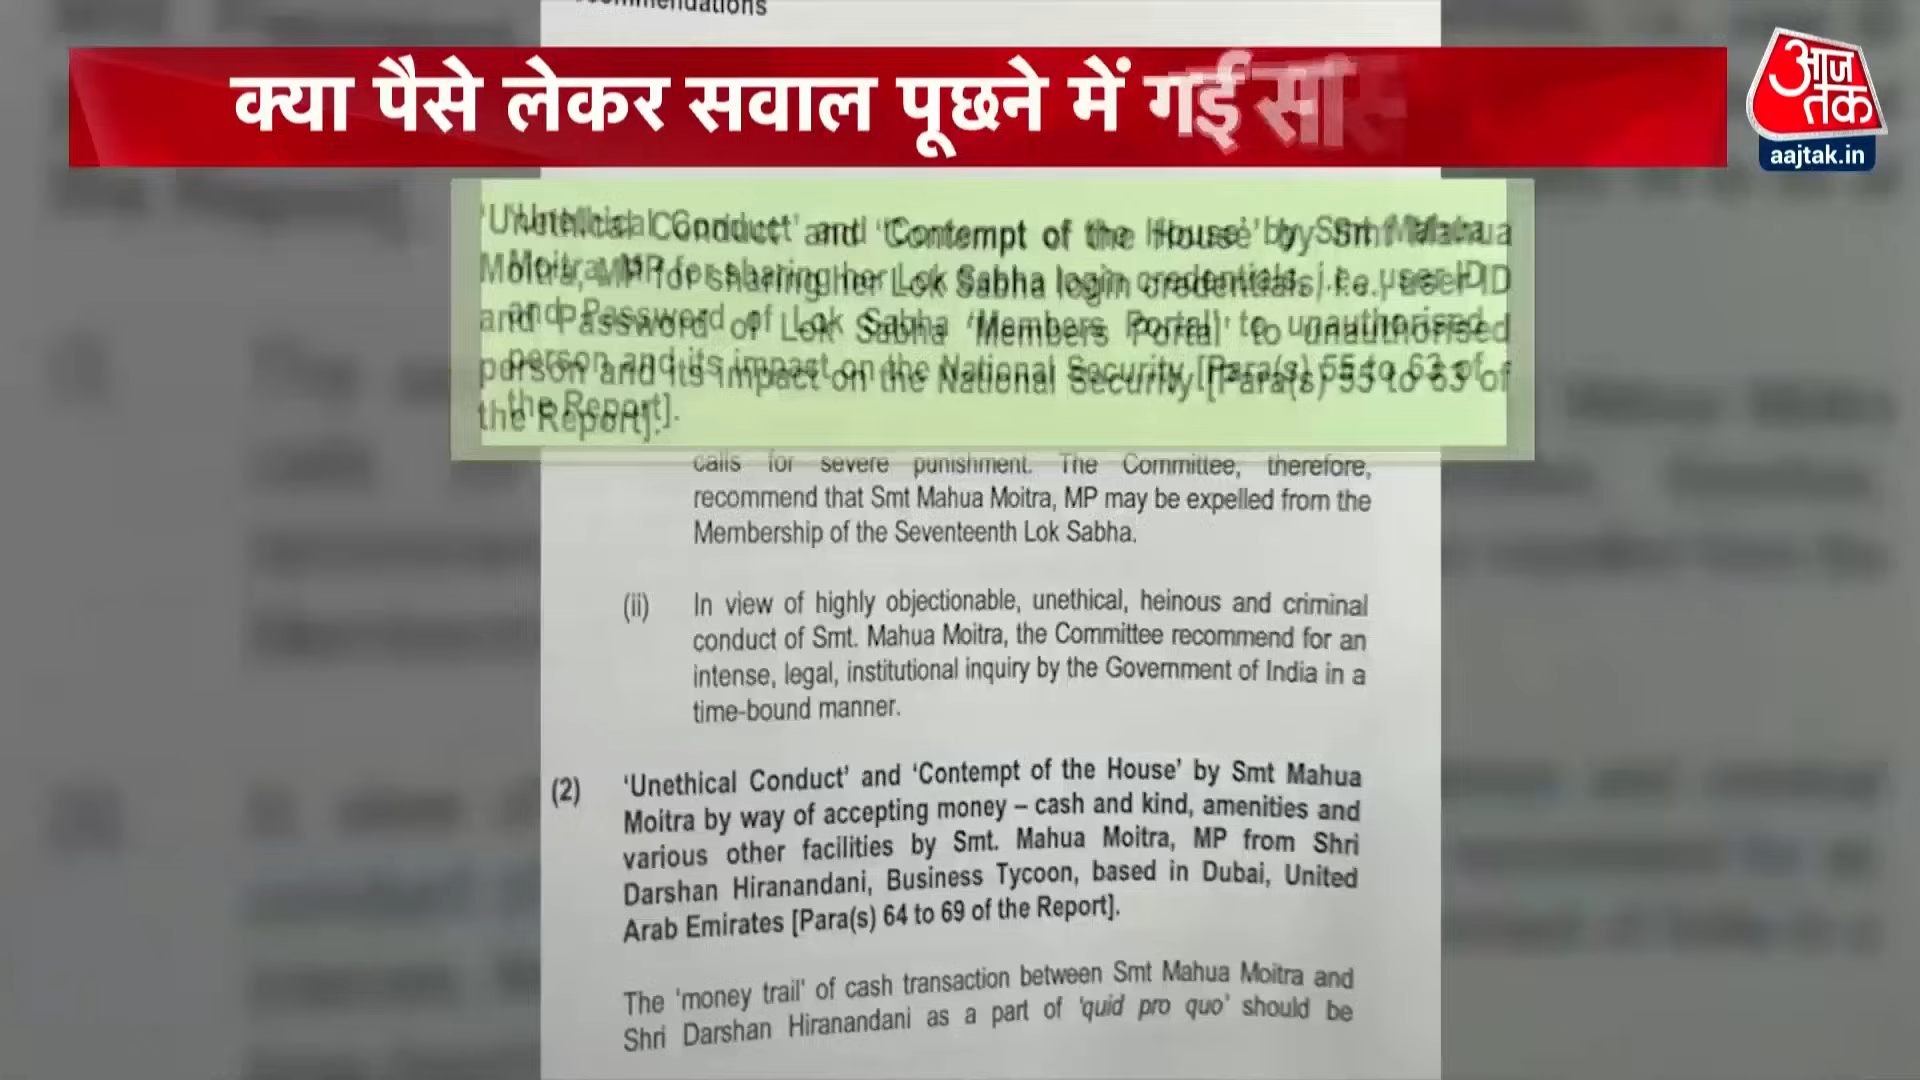 commendations
क्या पैसे लेकर सवाल पूछने में गई
आज
तक
aajtak.in
'Unethical Conduct' and 'Contempt of the House' by Smt Mahua
Moitra, MP for sharing her Lok Sabha login credentials, i.e., user ID
and Password of Lok Sabha 'Members Portal' to unauthorised
person and its impact on the National Security [Para(s) 55 to 63 of
the Report].
calls for severe punishment. The Committee, therefore,
recommend that Smt Mahua Moitra, MP may be expelled from the
Membership of the Seventeenth Lok Sabha.
(ii) In view of highly objectionable, unethical, heinous and criminal
conduct of Smt. Mahua Moitra, the Committee recommend for an
intense, legal, institutional inquiry by the Government of India in a
time-bound manner.
(2) 'Unethical Conduct' and 'Contempt of the House' by Smt Mahua
Moitra by way of accepting money – cash and kind, amenities and
various other facilities by Smt. Mahua Moitra, MP from Shri
Darshan Hiranandani, Business Tycoon, based in Dubai, United
Arab Emirates [Para(s) 64 to 69 of the Report].
The 'money trail' of cash transaction between Smt Mahua Moitra and
Shri Darshan Hiranandani as a part of 'quid pro quo' should be